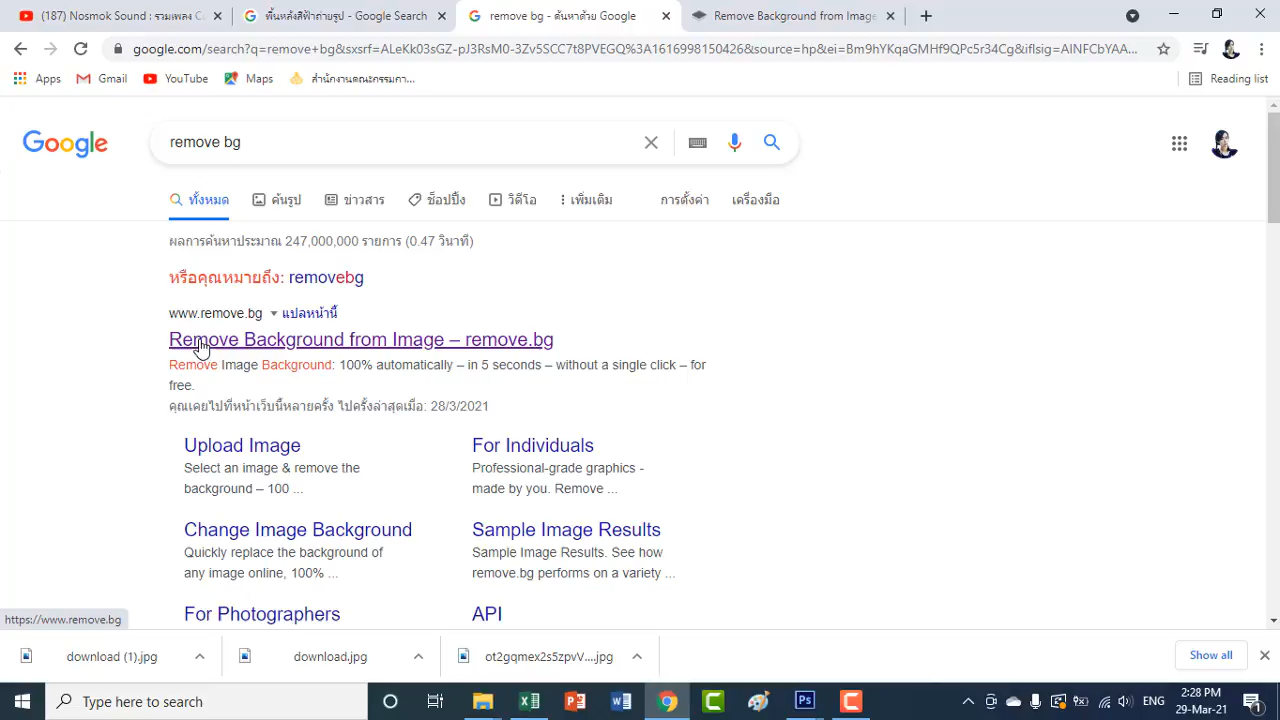 (187) Nosmok Sound : รวมเพลง C
พื้นหลังสีฟ้าถ่ายรูป - Google Search
remove bg - ค้นหาด้วย Google
Remove Background from Imag
google.com/search?q=remove+bg&sxsrf=ALeKk03sGZ-pJ3RsM0-3Zv5SCC7t8PVEGQ%3A1616998150426&source=hp&ei=Bm9hYKqaGMHf9QPc5r34Cg&iflsig=AINFCbYAA...
Apps
Gmail
YouTube
Maps
สำนักงานคณะกรรมกา...
Reading list
Google
remove bg
ทั้งหมด
ค้นรูป
ข่าวสาร
ช็อปปิ้ง
วิดีโอ
เพิ่มเติม
การตั้งค่า
เครื่องมือ
ผลการค้นหาประมาณ 247,000,000 รายการ (0.47 วินาที)
หรือคุณหมายถึง: removebg
www.remove.bg
แปลหน้านี้
Remove Background from Image – remove.bg
Remove Image Background: 100% automatically – in 5 seconds – without a single click – for
free.
คุณเคยไปที่หน้าเว็บนี้หลายครั้ง ไปครั้งล่าสุดเมื่อ: 28/3/2021
Upload Image
Select an image & remove the
background – 100 ...
For Individuals
Professional-grade graphics -
made by you. Remove ...
Change Image Background
Quickly replace the background of
any image online, 100% ...
Sample Image Results
Sample Image Results. See how
remove.bg performs on a variety ...
For Photographers
API
https://www.remove.bg
download (1).jpg
download.jpg
ot2gqmex2s5zpvV....jpg
Show all
Type here to search
ENG
2:28 PM
29-Mar-21